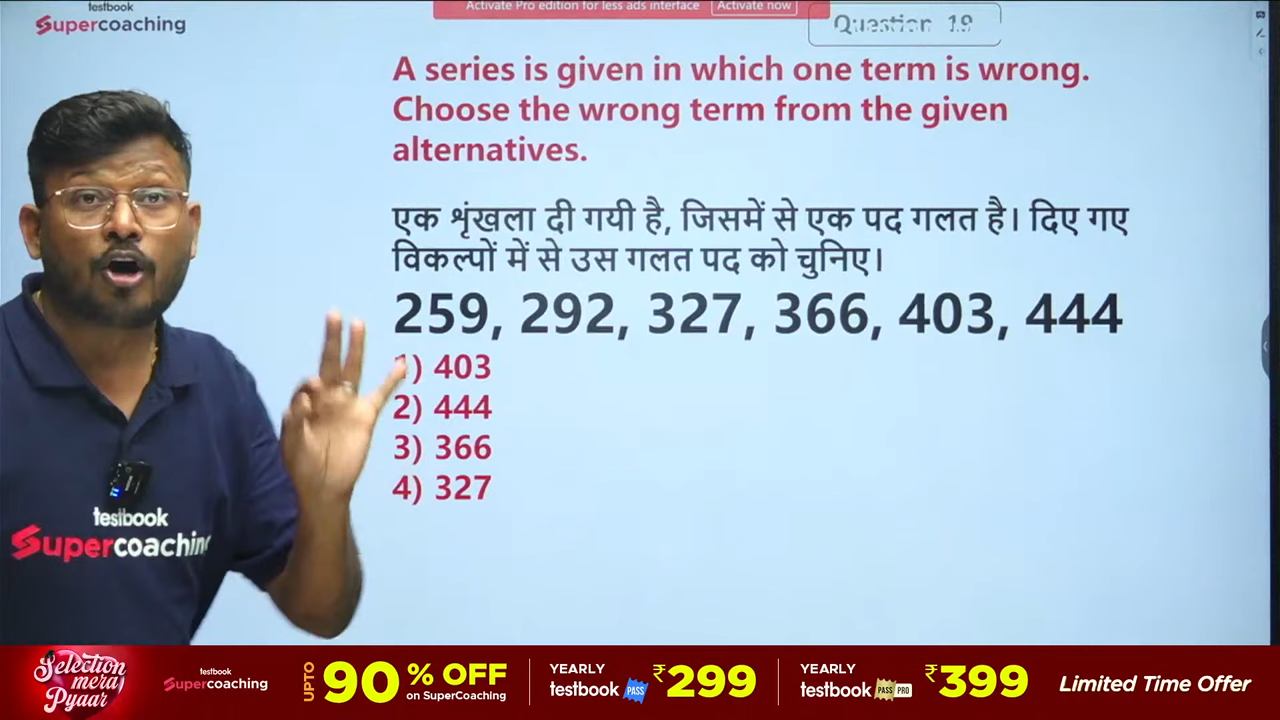 testbook
Supercoaching
Activate Pro edition for less ads interface
Activate now
Question 19
A series is given in which one term is wrong.
Choose the wrong term from the given
alternatives.
एक शृंखला दी गयी है, जिसमें से एक पद गलत है। दिए गए
विकल्पों में से उस गलत पद को चुनिए।
259, 292, 327, 366, 403, 444
1) 403
2) 444
3) 366
4) 327
testbook
Supercoaching
Selection
mera
Pyaar
testbook
Supercoaching
UPTO
90% OFF
on SuperCoaching
YEARLY
testbook PASS
₹299
YEARLY
testbook PASS PRO
₹399
Limited Time Offer